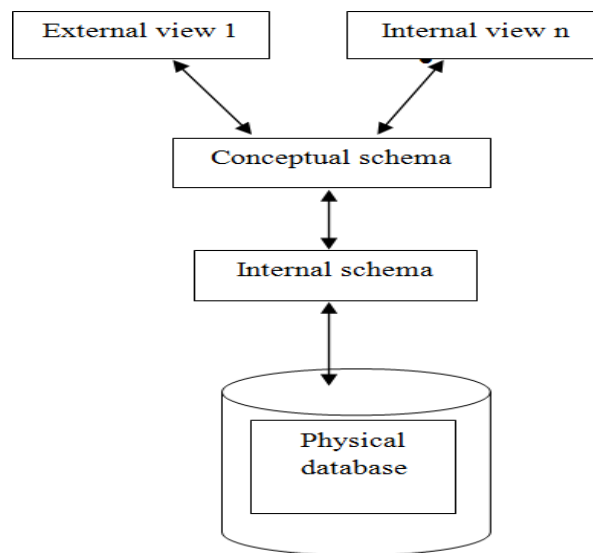 External view 1
Internal view n
Conceptual schema
Internal schema
Physical
database